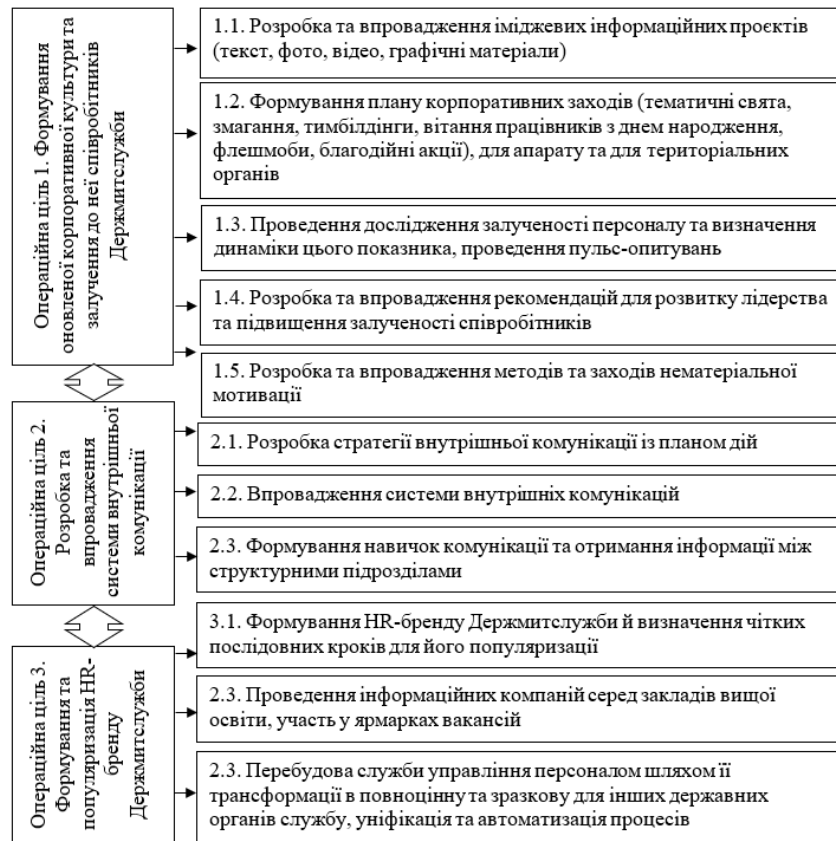 Операційна ціль 1. Формування
оновленої корпоративної культури та
залучення до неї співробітників
Держмитслужби
1.1. Розробка та впровадження іміджевих інформаційних проєктів
(текст, фото, відео, графічні матеріали)
1.2. Формування плану корпоративних заходів (тематичні свята,
змагання, тимбілдінги, вітання працівників з днем народження,
флешмоби, благодійні акції), для апарату та для територіальних
органів
1.3. Проведення дослідження залученості персоналу та визначення
динаміки цього показника, проведення пульс-опитувань
1.4. Розробка та впровадження рекомендацій для розвитку лідерства
та підвищення залученості співробітників
1.5. Розробка та впровадження методів та заходів нематеріальної
мотивації
Операційна ціль 2.
Розробка та
впровадження
системи внутрішньої
комунікації
2.1. Розробка стратегії внутрішньої комунікації із планом дій
2.2. Впровадження системи внутрішніх комунікацій
2.3. Формування навичок комунікації та отримання інформації між
структурними підрозділами
Операційна ціль 3.
Формування та
популяризація HR-
бренду
Держмитслужби
3.1. Формування HR-бренду Держмитслужби й визначення чітких
послідовних кроків для його популяризації
2.3. Проведення інформаційних компаній серед закладів вищої
освіти, участь у ярмарках вакансій
2.3. Перебудова служби управління персоналом шляхом її
трансформації в повноцінну та зразкову для інших державних
органів службу, уніфікація та автоматизація процесів